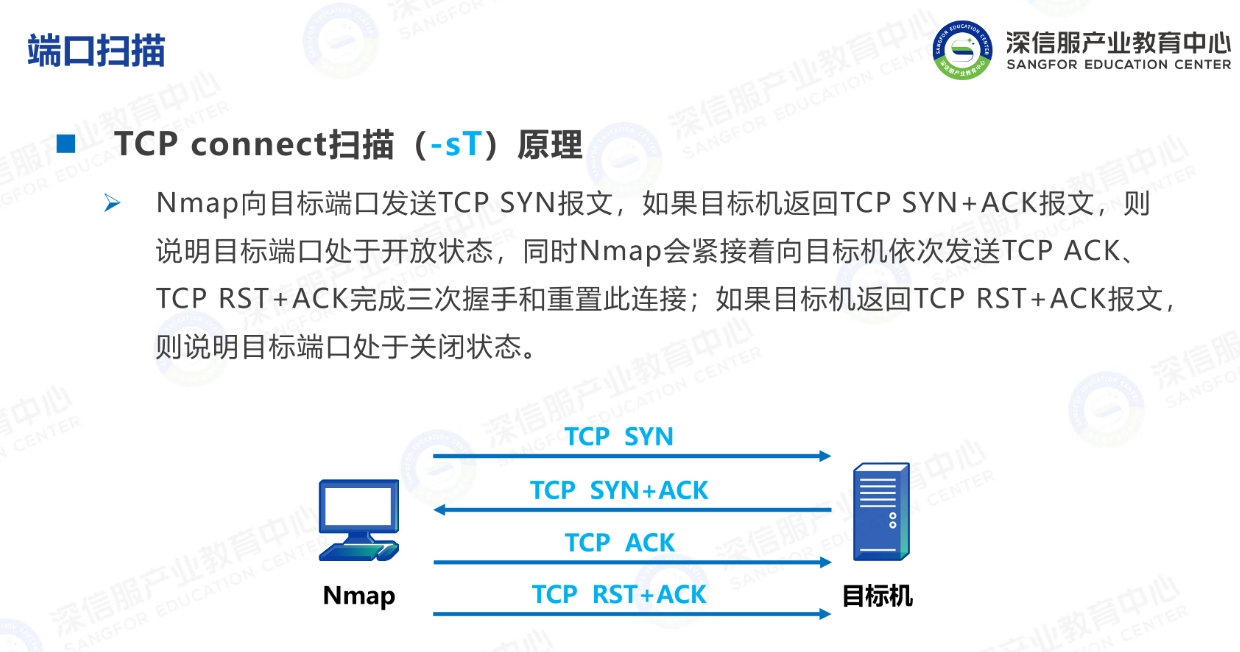 端口扫描
深信服产业教育中心
SANGFOR EDUCATION CENTER
TCP connect扫描（-sT）原理
Nmap向目标端口发送TCP SYN报文，如果目标机返回TCP SYN+ACK报文，则
说明目标端口处于开放状态，同时Nmap会紧接着向目标机依次发送TCP ACK、
TCP RST+ACK完成三次握手和重置此连接；如果目标机返回TCP RST+ACK报文，
则说明目标端口处于关闭状态。
TCP SYN
TCP SYN+ACK
TCP ACK
TCP RST+ACK
Nmap
目标机